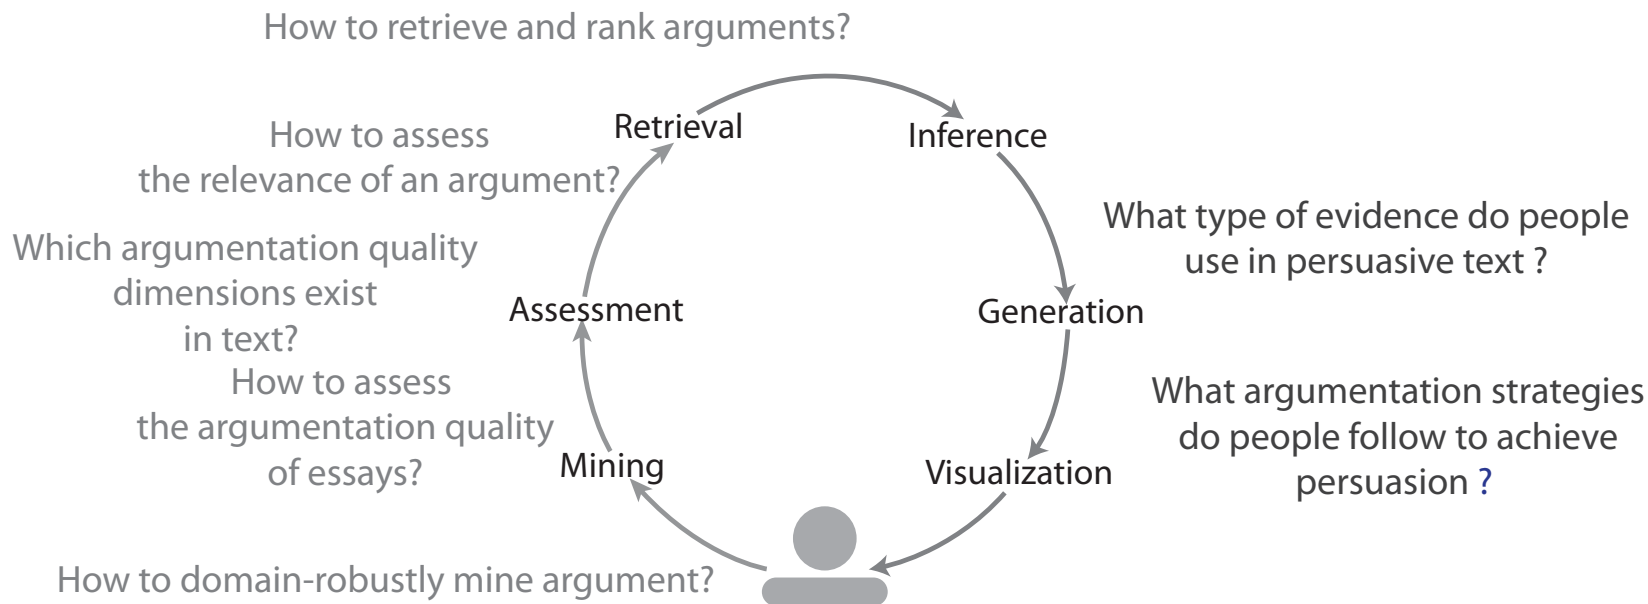 How to retrieve and rank arguments?
Retrieval
Inference
How to assess
the relevance of an argument?
What type of evidence do people
use in persuasive text ?
Which argumentation quality
dimensions exist
in text?
Assessment
Generation
How to assess
the argumentation quality
of essays?
What argumentation strategies
do people follow to achieve
persuasion ?
Mining
Visualization
How to domain-robustly mine argument?